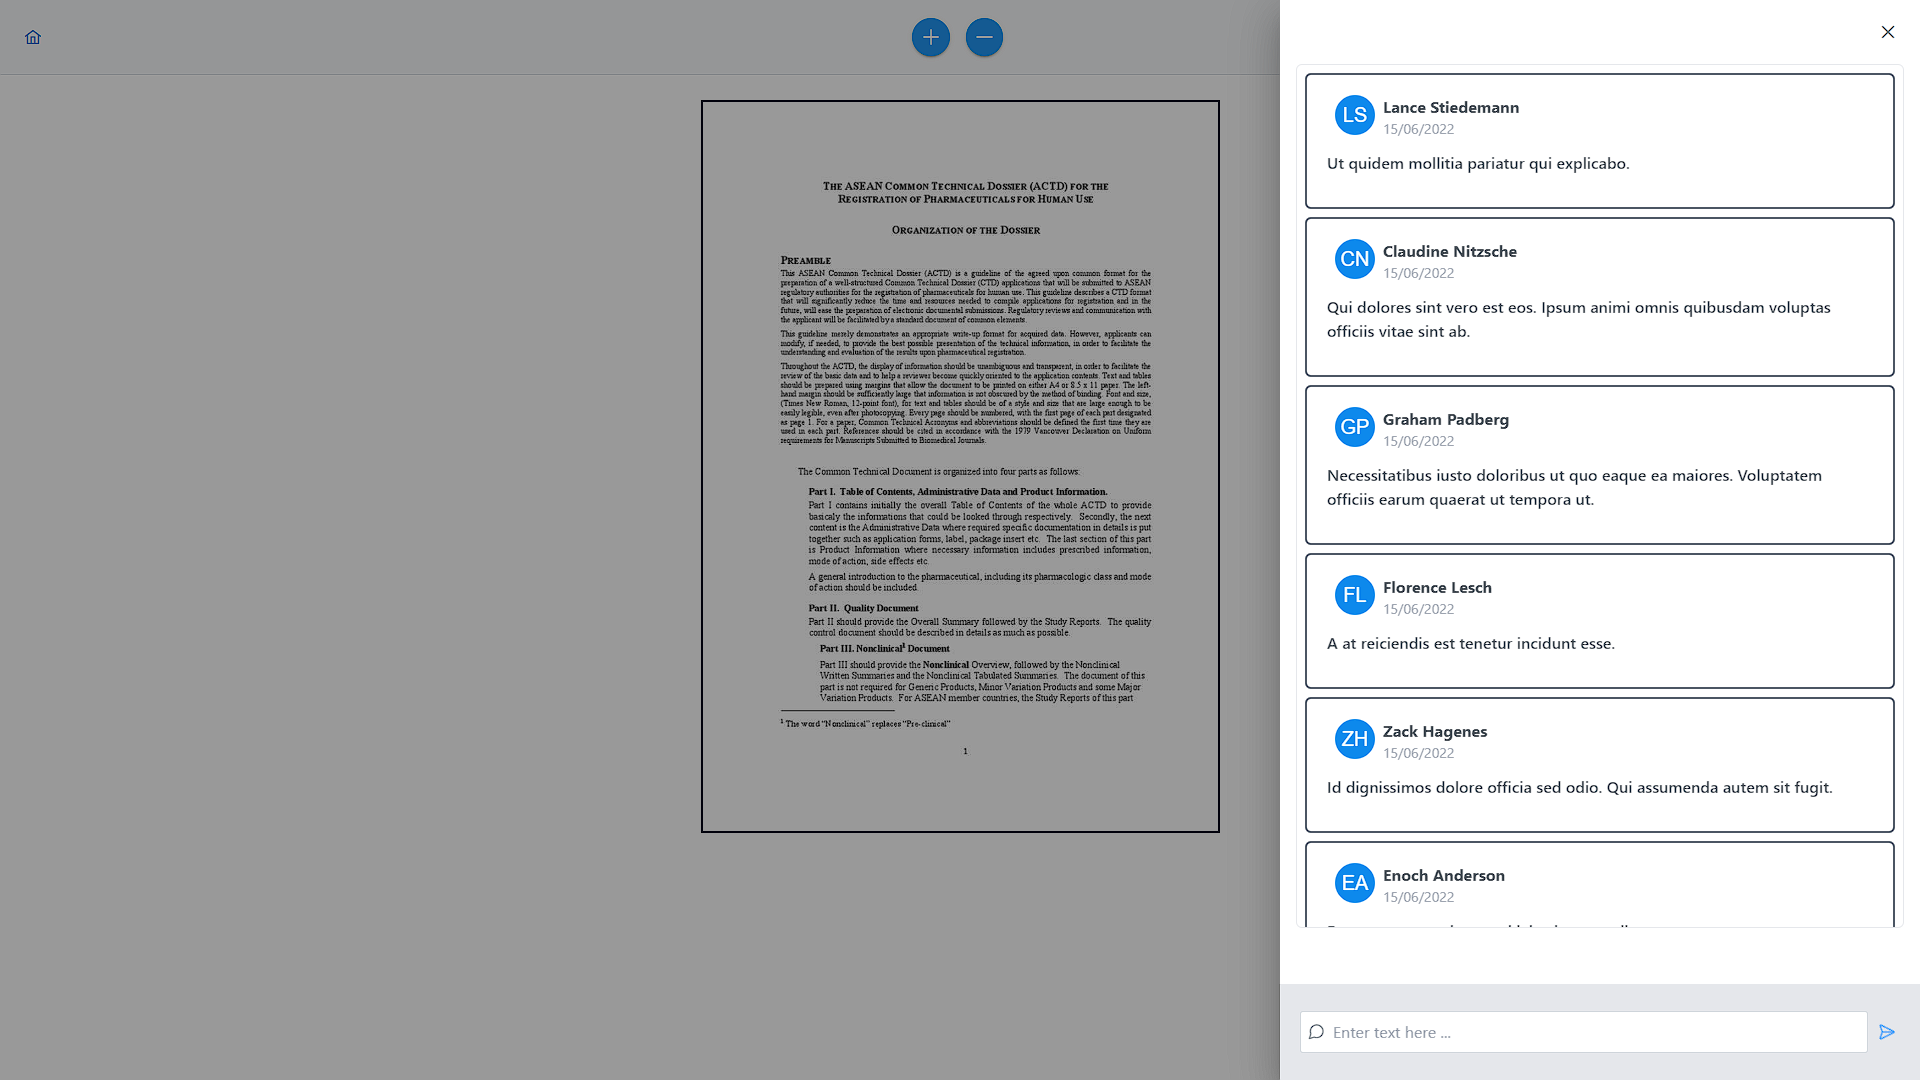 THE ASEAN COMMON TECHNICAL DOSSIER (ACTD) FOR THE
REGISTRATION OF PHARMACEUTICALS FOR HUMAN USE
ORGANIZATION OF THE DOSSIER
PREAMBLE
This ASEAN Common Technical Dossier (ACTD) is a guideline of the agreed upon common format for the
preparation of a well-structured Common Technical Dossier (CTD) applications that will be submitted to ASEAN
regulatory authorities for the registration of pharmaceuticals for human use. This guideline describes a CTD format
that will significantly reduce the time and resources needed to compile applications for registration and in the
future, will ease the preparation of electronic documental submissions. Regulatory reviews and communication with
the applicant will be facilitated by a standard document of common elements.
This guideline merely demonstrates an appropriate write-up format for acquired data. However, applicants can
modify, if needed, to provide the best possible presentation of the technical information, in order to facilitate the
understanding and evaluation of the results upon pharmaceutical registration.
Throughout the ACTD, the display of information should be unambiguous and transparent, in order to facilitate the
review of the basic data and to help a reviewer become quickly oriented to the application contents. Text and tables
should be prepared using margins that allow the document to be printed on either A4 or 8.5 x 11 paper. The left-
hand margin should be sufficiently large that information is not obscured by the method of binding. Font and size,
(Times New Roman, 12-point font), for text and tables should be of a style and size that are large enough to be
easily legible, even after photocopying. Every page should be numbered, with the first page of each part designated
as page 1. For a paper, Common Technical Acronyms and abbreviations should be defined the first time they are
used in each part. References should be cited in accordance with the 1979 Vancouver Declaration on Uniform
requirements for Manuscripts Submitted to Biomedical Journals.
The Common Technical Document is organized into four parts as follows:
Part I. Table of Contents, Administrative Data and Product Information.
Part I contains initially the overall Table of Contents of the whole ACTD to provide
basicaly the informations that could be looked through respectively. Secondly, the next
content is the Administrative Data where required specific documentation in details is put
together such as application forms, label, package insert etc. The last section of this part
is Product Information where necessary information includes prescribed information,
mode of action, side effects etc.
A general introduction to the pharmaceutical, including its pharmacologic class and mode
of action should be included.
Part II. Quality Document
Part II should provide the Overall Summary followed by the Study Reports. The quality
control document should be described in details as much as possible.
Part III. Nonclinical1 Document
Part III should provide the Nonclinical Overview, followed by the Nonclinical
Written Summaries and the Nonclinical Tabulated Summaries. The document of this
part is not required for Generic Products, Minor Variation Products and some Major
Variation Products. For ASEAN member countries, the Study Reports of this part
1 The word “Nonclinical” replaces “Pre-clinical”
1
LS
Lance Stiedemann
15/06/2022
Ut quidem mollitia pariatur qui explicabo.
CN
Claudine Nitzsche
15/06/2022
Qui dolores sint vero est eos. Ipsum animi omnis quibusdam voluptas
officiis vitae sint ab.
GP
Graham Padberg
15/06/2022
Necessitatibus iusto doloribus ut quo eaque ea maiores. Voluptatem
officiis earum quaerat ut tempora ut.
FL
Florence Lesch
15/06/2022
A at reiciendis est tenetur incidunt esse.
ZH
Zack Hagenes
15/06/2022
Id dignissimos dolore officia sed odio. Qui assumenda autem sit fugit.
EA
Enoch Anderson
15/06/2022
Enter text here ...